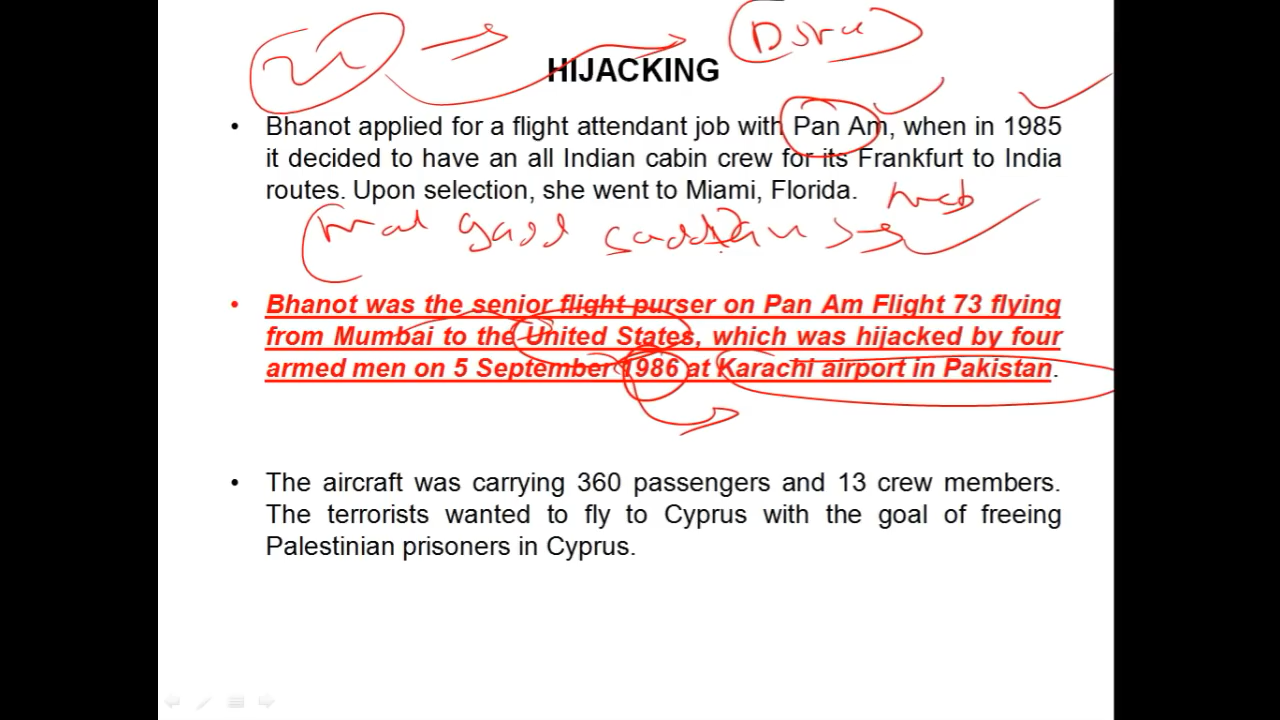 HIJACKING
• Bhanot applied for a flight attendant job with Pan Am, when in 1985
it decided to have an all Indian cabin crew for its Frankfurt to India
routes. Upon selection, she went to Miami, Florida.
• Bhanot was the senior flight purser on Pan Am Flight 73 flying
from Mumbai to the United States, which was hijacked by four
armed men on 5 September 1986 at Karachi airport in Pakistan.
• The aircraft was carrying 360 passengers and 13 crew members.
The terrorists wanted to fly to Cyprus with the goal of freeing
Palestinian prisoners in Cyprus.